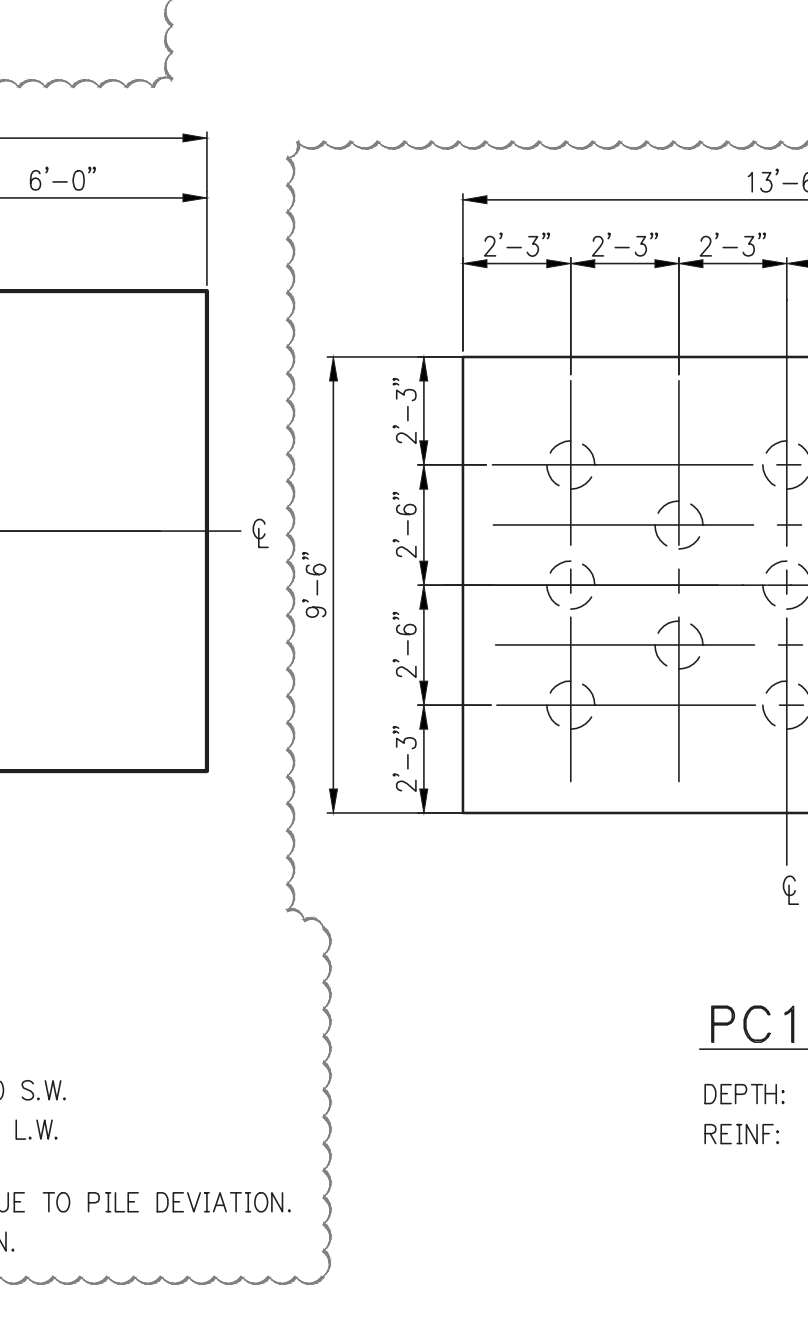 6'-0"
℄
D S.W.
L.W.
UE TO PILE DEVIATION.
N.
13'-6
2'-3" 2'-3" 2'-3"
9'-6"
2'-3"
2'-6"
2'-6"
2'-3"
℄
PC1
DEPTH:
REINF: